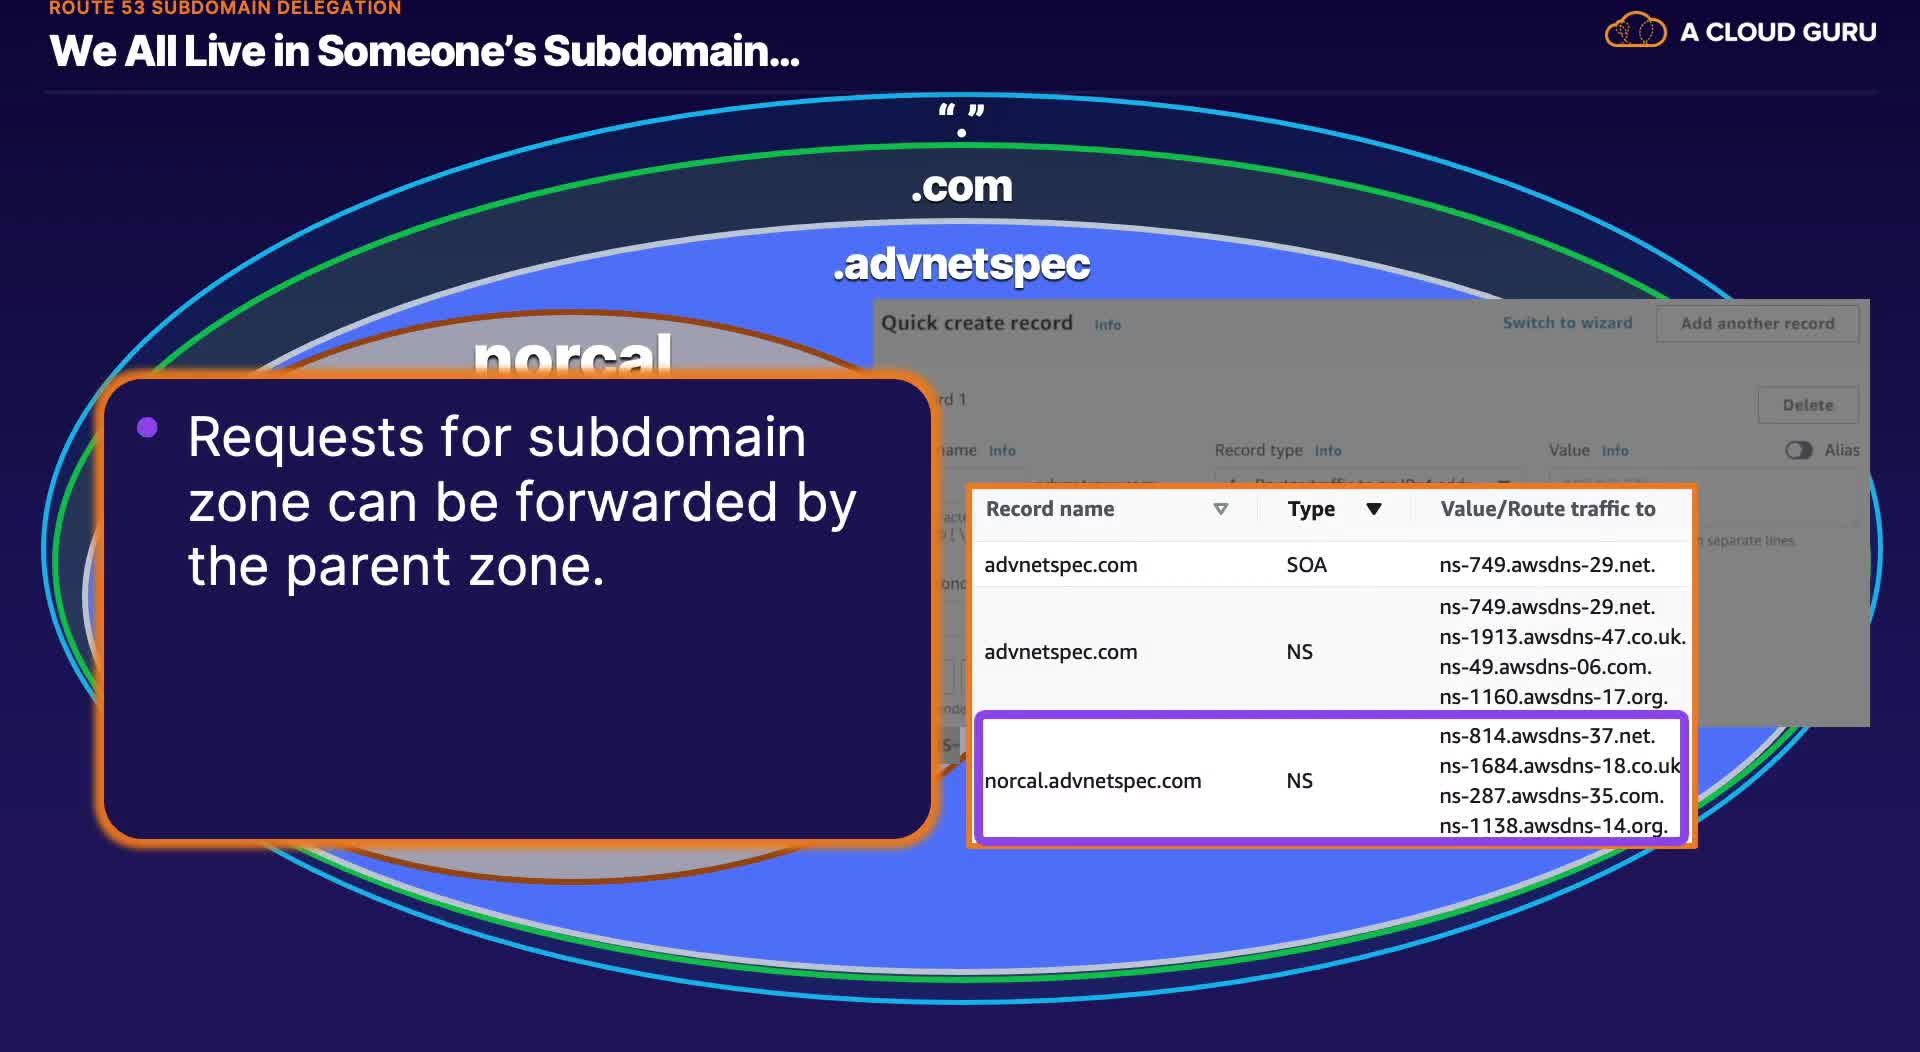 ROUTE 53 SUBDOMAIN DELEGATION
We All Live in Someone's Subdomain...
A CLOUD GURU
“.”
.com
.advnetspec
norcal
Requests for subdomain
zone can be forwarded by
the parent zone.
Quick create record Info
Switch to wizard
Add another record
rd 1
Delete
name Info
Record type Info
Value Info
Alias
n separate lines.
Record name Type Value/Route traffic to
advnetspec.com SOA ns-749.awsdns-29.net.
advnetspec.com NS
ns-749.awsdns-29.net.
ns-1913.awsdns-47.co.uk.
ns-49.awsdns-06.com.
ns-1160.awsdns-17.org.
norcal.advnetspec.com NS
ns-814.awsdns-37.net.
ns-1684.awsdns-18.co.uk
ns-287.awsdns-35.com.
ns-1138.awsdns-14.org.